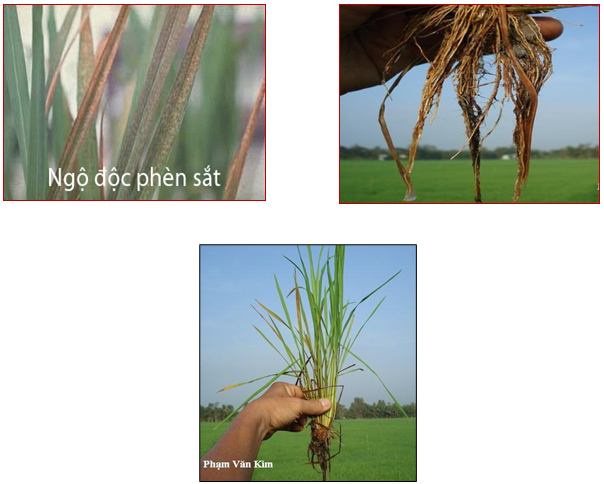 Ngộ độc phèn sắt
Phạm Văn Kim